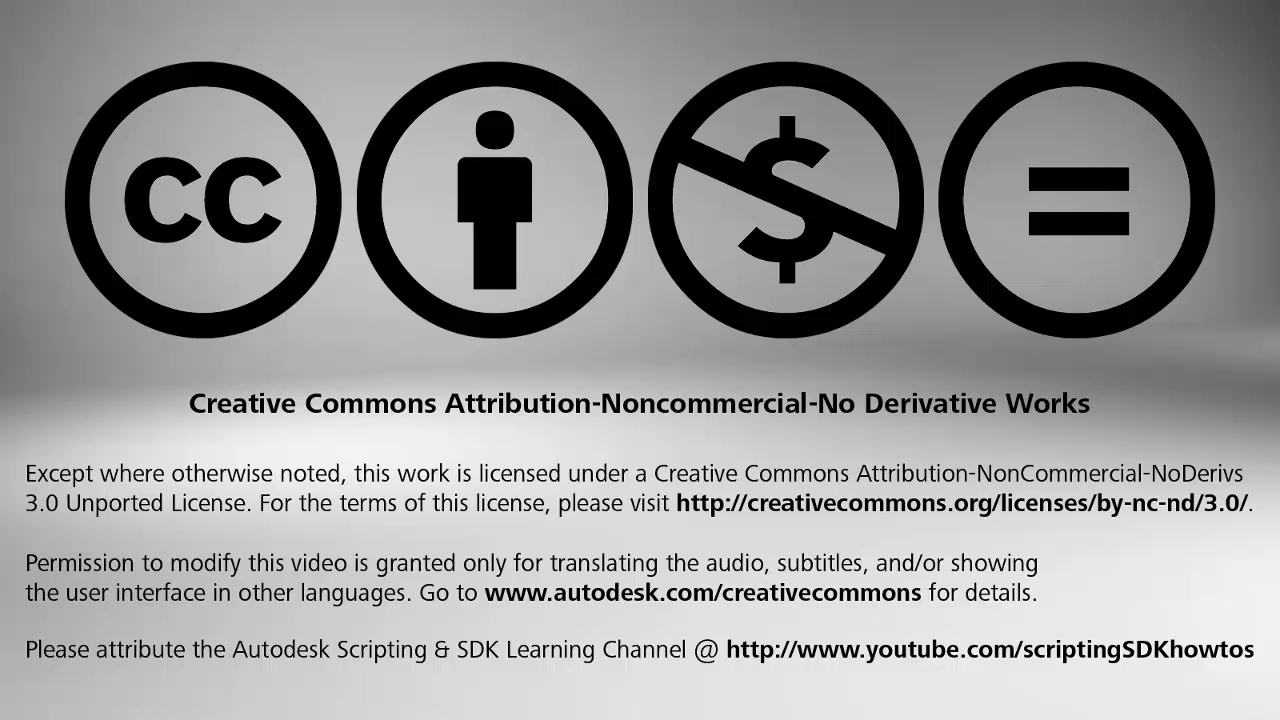 cc $ =
Creative Commons Attribution-Noncommercial-No Derivative Works
Except where otherwise noted, this work is licensed under a Creative Commons Attribution-NonCommercial-NoDerivs
3.0 Unported License. For the terms of this license, please visit http://creativecommons.org/licenses/by-nc-nd/3.0/.
Permission to modify this video is granted only for translating the audio, subtitles, and/or showing
the user interface in other languages. Go to www.autodesk.com/creativecommons for details.
Please attribute the Autodesk Scripting & SDK Learning Channel @ http://www.youtube.com/scriptingSDKhowtos